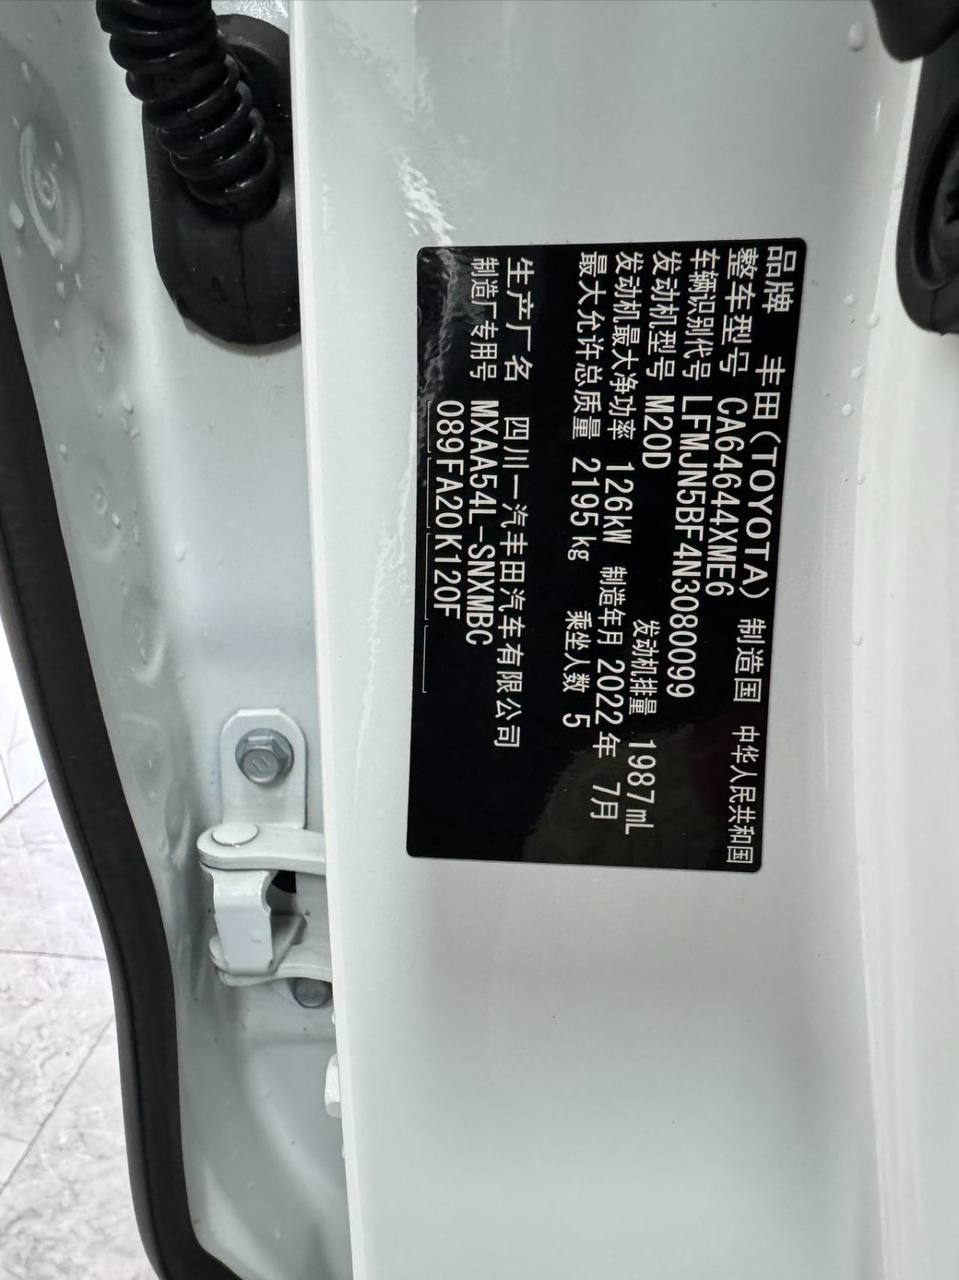 品牌 丰田(TOYOTA) 制造国 中华人民共和国
整车型号 CA64644XME6
车辆识别代号 LFMJN5BF4N3080099
发动机型号 M20D 发动机排量 1987mL
发动机最大净功率 126kW 制造年月 2022年 7月
最大允许总质量 2195kg 乘坐人数 5
生产厂名 四川一汽丰田汽车有限公司
制造厂专用号 MXAA54L-SNXMBC
089FA20K120F